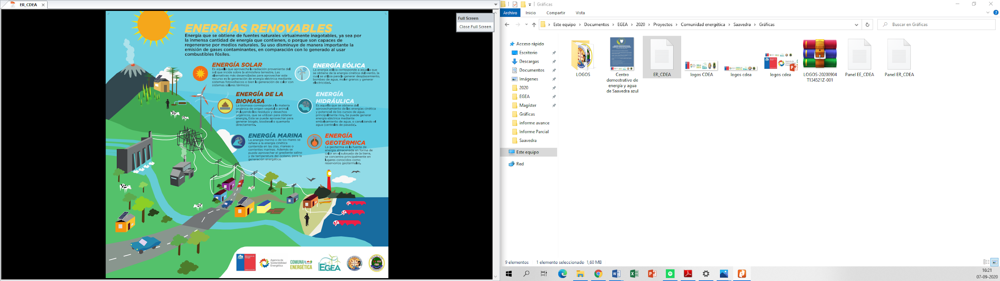 ER_CDEA
Full Screen
Close Full Screen
ENERGÍAS RENOVABLES
Energía que se obtiene de fuentes naturales virtualmente inagotables, ya sea por
la inmensa cantidad de energía que contienen, o porque son capaces de
regenerarse por medios naturales. Su uso disminuye de manera importante la
emisión de gases contaminantes, en comparación con lo generado al usar
combustibles fósiles.
ENERGÍA SOLAR
Es aquella que aprovecha la radiación proveniente del
sol que incide sobre la atmósfera terrestre, Las
alternativas más desarrolladas para aprovechar este
recurso es la generación de energía eléctrica mediante
sistemas fotovoltaicos o bien la generación de calor con
sistemas solares térmicos
ENERGÍA EÓLICA
La energía eólica corresponde a aquella que
se obtiene de la energía cinética del viento, la
cual se utiliza para la generar desplazamiento,
bombeo de agua, moler granos y generar
electricidad.
ENERGÍA DE LA
BIOMASA
La biomasa corresponde a la materia
orgánica de origen vegetal o animal,
incluyendo los residuos y desechos
orgánicos, que se utilizan para obtener
energía. Esta se puede aprovechar para
generar biogás, biodiesel o quemarla
directamente.
ENERGÍA
HIDRÁULICA
Es aquella que se obtiene del
aprovechamiento de las energías cinética
y potencial de los cursos de agua,
principalmente ríos. Se puede generar
energía eléctrica mediante
embalsamiento de agua, o canalizando el
agua (centrales de pasada).
ENERGÍA MARINA
La energía marina o de los mares se
refiere a la energía cinética
contenida en las olas, mareas o
corrientes marinas. Además se
puede aprovechar el gradiente salino
y de temperatura del océano, para la
generación energética.
ENERGÍA
GEOTÉRMICA
La geotermia es la fuente de
energía almacenada en forma de
calor en el subsuelo de la tierra,
se concentra principalmente en
lugares conocidos como
reservorios geotermales.
Ministerio de
Energía
Gobierno de Chile
Agencia de
Sostenibilidad
Energética
COMUNA
ENERGÉTICA
EGEA
Gráficas
Archivo
Inicio
Compartir
Vista
Este equipo
Documentos
EGEA
2020
Proyectos
Comunidad energética
Saavedra
Gráficas
Buscar en Gráficas
Acceso rápido
Escritorio
Descargas
Documentos
Imágenes
2020
EGEA
Magíster
Gráficas
informe avance
Informe Parcial
Saavedra
Este equipo
Red
LOGOS
Centro
demostrativo de
energía y agua
de Saavedra azul
ER_CDEA
logos CDEA
logos cdea
logos cdea
LOGOS-20200904
T134521Z-001
Panel EE_CDEA
Panel ER_CDEA
9 elementos
1 elemento seleccionado 1,60 MB
16:21
07-09-2020